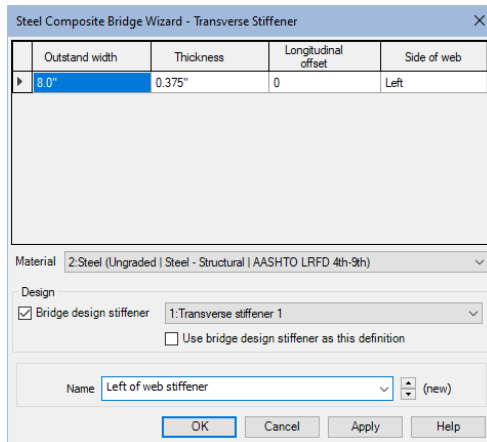 Steel Composite Bridge Wizard - Transverse Stiffener
Outstand width Thickness Longitudinal offset Side of web
8.0" 0.375" 0 Left
Material 2:Steel (Ungraded | Steel - Structural | AASHTO LRFD 4th-9th)
Design
Bridge design stiffener 1:Transverse stiffener 1
Use bridge design stiffener as this definition
Name Left of web stiffener (new)
OK Cancel Apply Help